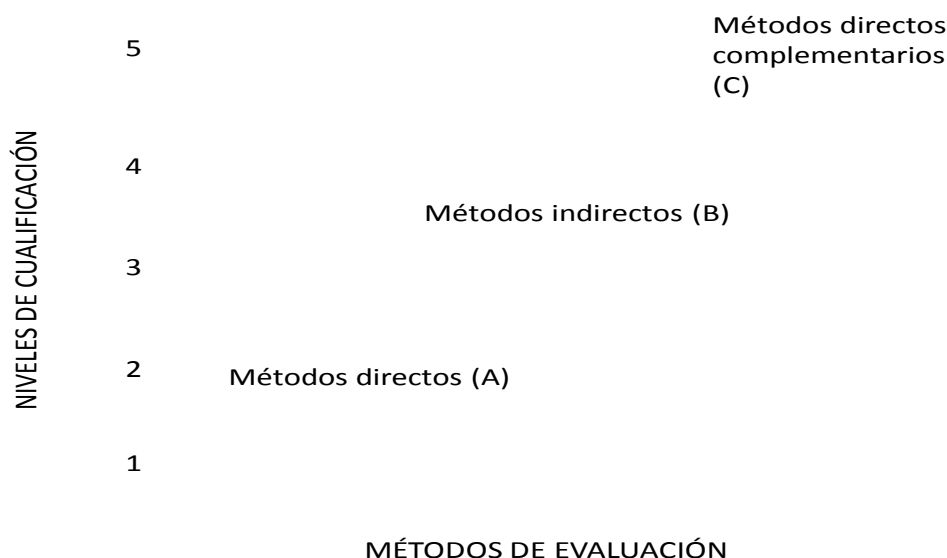 Métodos directos
complementarios
(C)
5
4
Métodos indirectos (B)
3
2
Métodos directos (A)
1
NIVELES DE CUALIFICACIÓN
MÉTODOS DE EVALUACIÓN